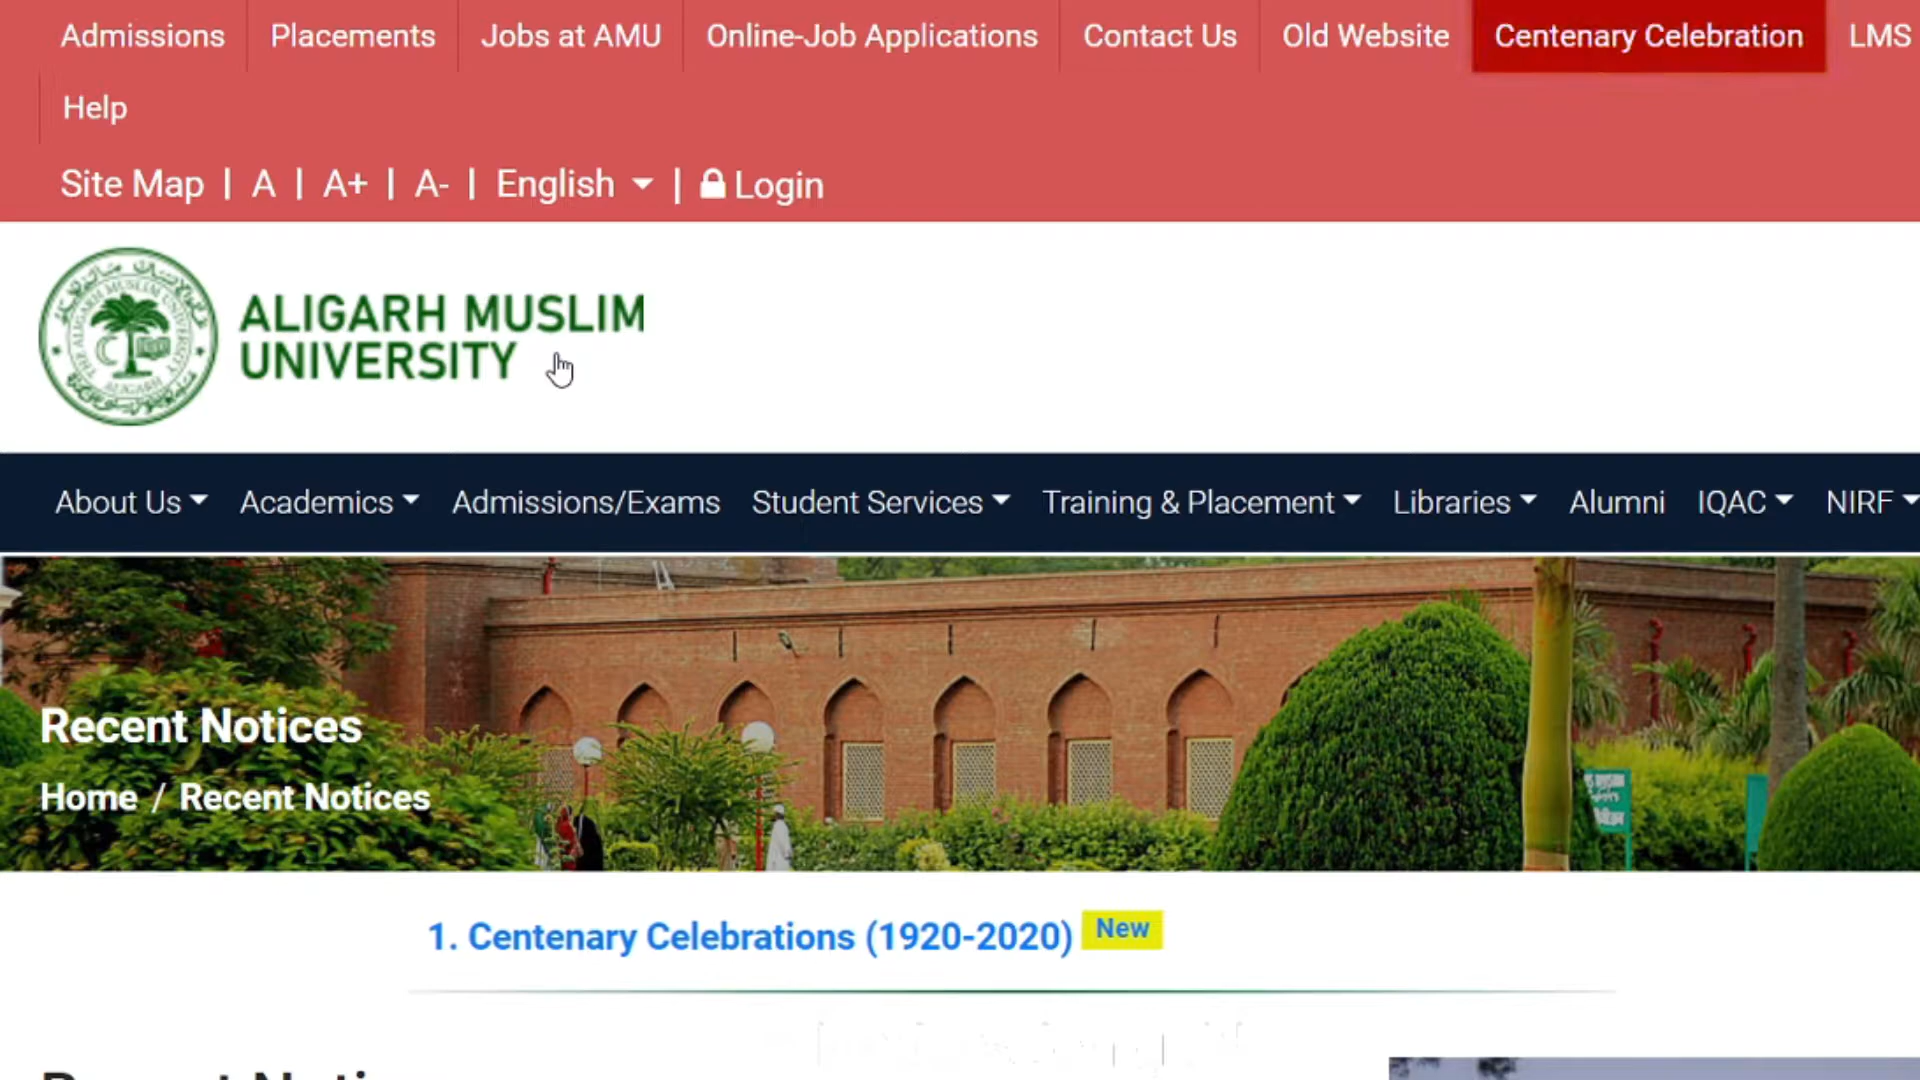 Admissions Placements Jobs at AMU Online-Job Applications Contact Us Old Website Centenary Celebration LMS
Help
Site Map | A | A+ | A- | English | Login
ALIGARH MUSLIM
UNIVERSITY
About Us Academics Admissions/Exams Student Services Training & Placement Libraries Alumni IQAC NIRF
Recent Notices
Home / Recent Notices
1. Centenary Celebrations (1920-2020) New